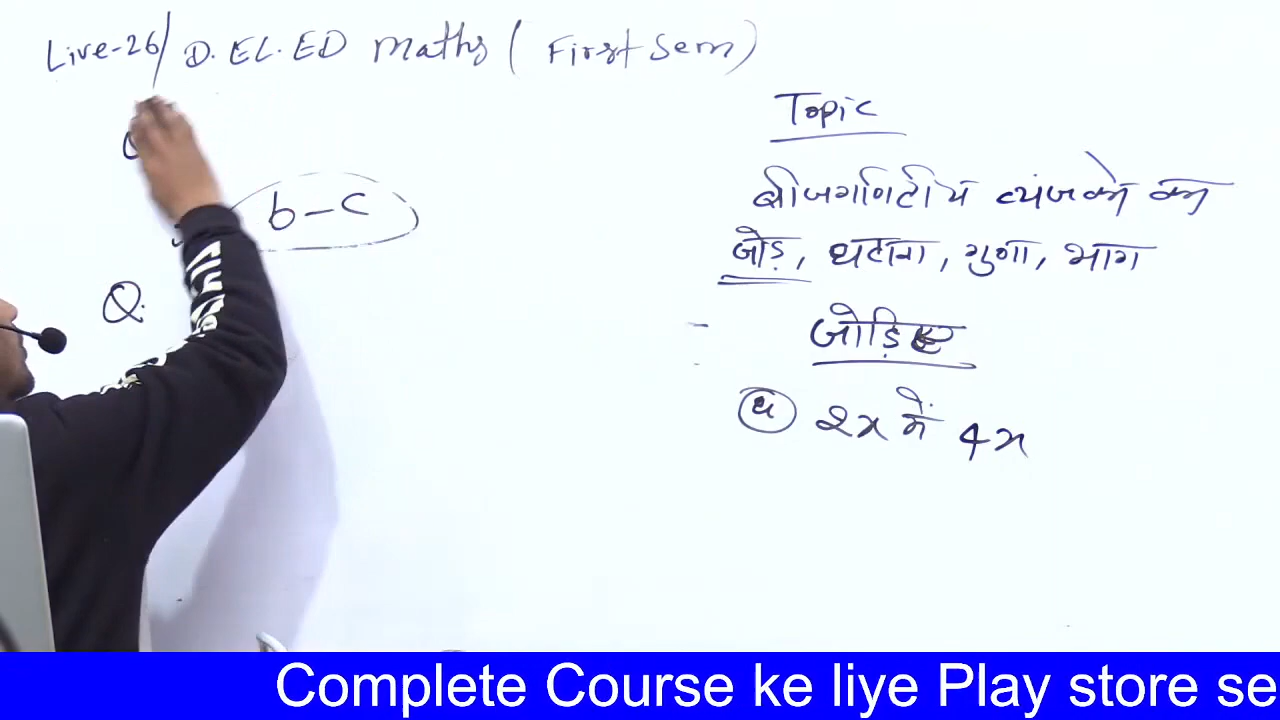 Live-26/ D.EL.ED Maths ( First Sem )
Q
b-c
Q.
Topic
बीजगणितीय व्यंजको का
जोड़, घटाना, गुणा, भाग
जोड़िए
(घ) 2x में 4x
Complete Course ke liye Play store se